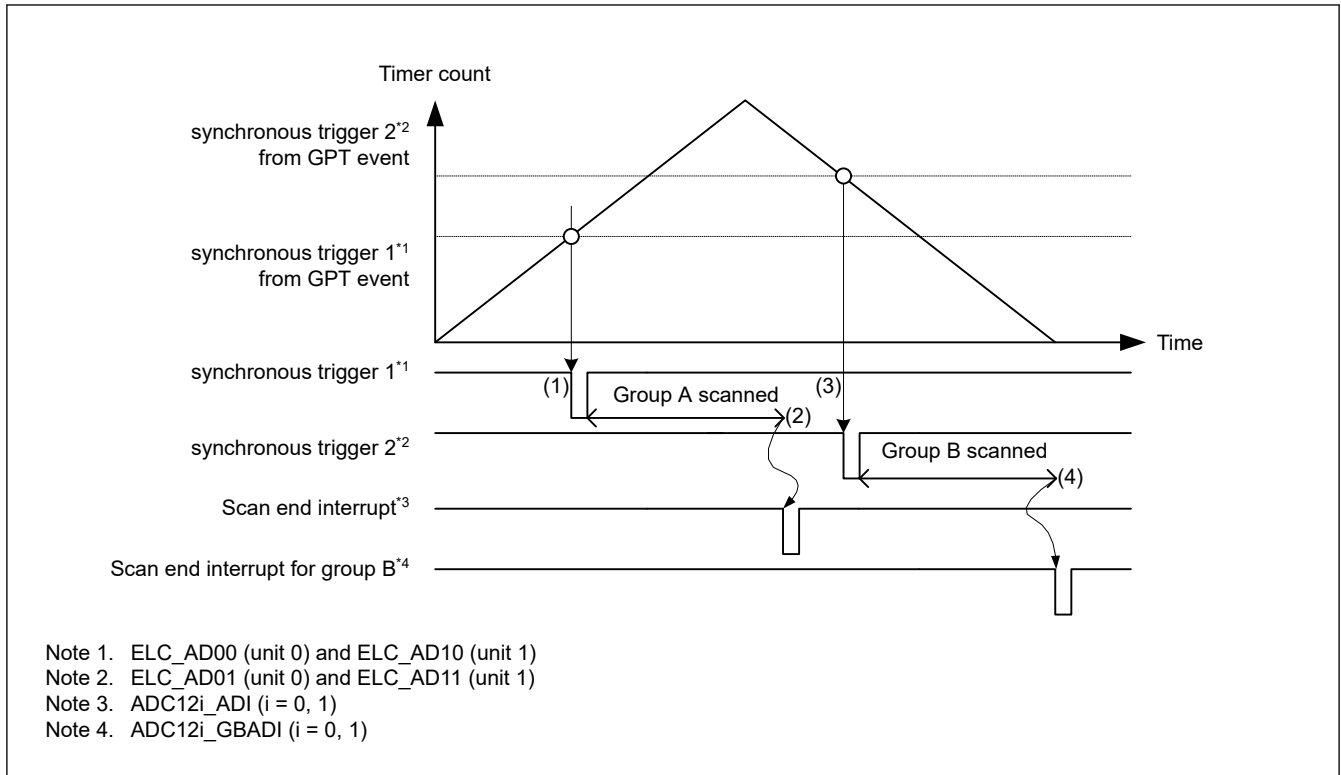 Timer count
synchronous trigger 2*2
from GPT event
synchronous trigger 1*1
from GPT event
Time
synchronous trigger 1*1
(1)
Group A scanned
(2)
(3)
synchronous trigger 2*2
Group B scanned
(4)
Scan end interrupt*3
Scan end interrupt for group B*4
Note 1. ELC_AD00 (unit 0) and ELC_AD10 (unit 1)
Note 2. ELC_AD01 (unit 0) and ELC_AD11 (unit 1)
Note 3. ADC12i_ADI (i = 0, 1)
Note 4. ADC12i_GBADI (i = 0, 1)